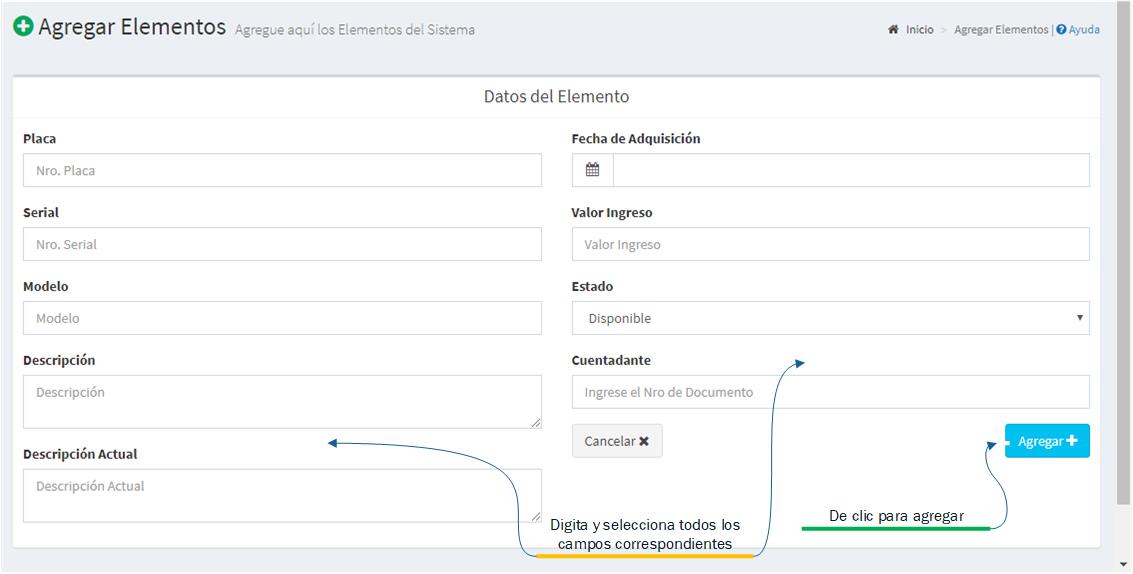 Agregar Elementos Agregue aquí los Elementos del Sistema
Inicio > Agregar Elementos | Ayuda
Datos del Elemento
Placa
Nro. Placa
Serial
Nro. Serial
Modelo
Modelo
Descripción
Descripción
Descripción Actual
Descripción Actual
Fecha de Adquisición
Valor Ingreso
Valor Ingreso
Estado
Disponible
Cuentadante
Ingrese el Nro de Documento
Cancelar
Agregar
Digita y selecciona todos los
campos correspondientes
De clic para agregar